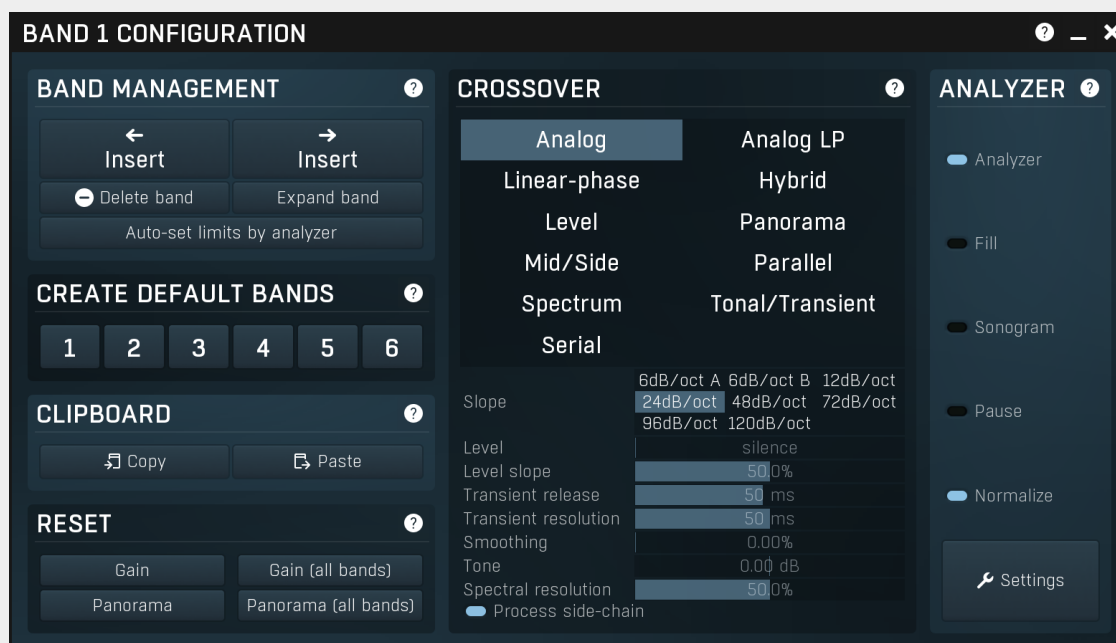 BAND 1 CONFIGURATION
BAND MANAGEMENT
Insert Insert
Delete band Expand band
Auto-set limits by analyzer
CREATE DEFAULT BANDS
1 2 3 4 5 6
CLIPBOARD
Copy Paste
RESET
Gain Gain (all bands)
Panorama Panorama (all bands)
CROSSOVER
Analog Analog LP
Linear-phase Hybrid
Level Panorama
Mid/Side Parallel
Spectrum Tonal/Transient
Serial
6dB/oct A 6dB/oct B 12dB/oct
Slope 24dB/oct 48dB/oct 72dB/oct
96dB/oct 120dB/oct
Level silence
Level slope 50.0%
Transient release 50 ms
Transient resolution 50 ms
Smoothing 0.00%
Tone 0.00 dB
Spectral resolution 50.0%
Process side-chain
ANALYZER
Analyzer
Fill
Sonogram
Pause
Normalize
Settings